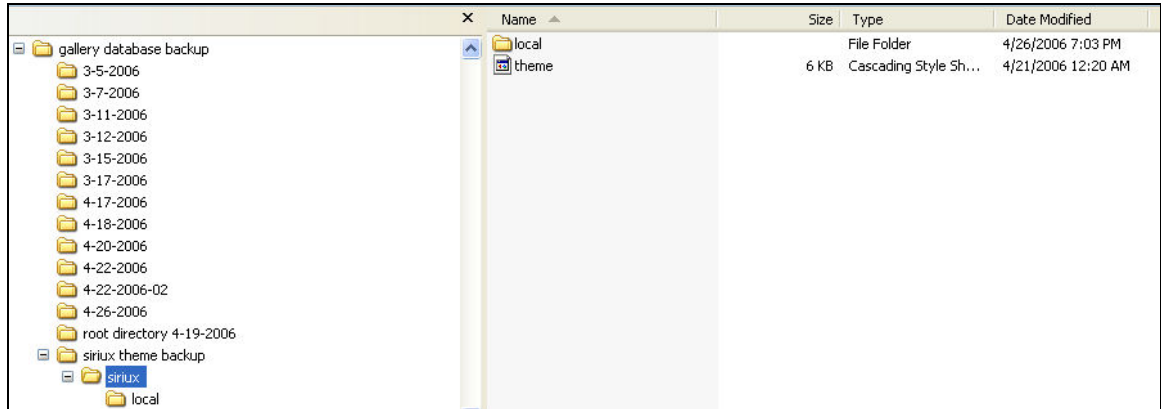 Name Size Type Date Modified
gallery database backup
3-5-2006
3-7-2006
3-11-2006
3-12-2006
3-15-2006
3-17-2006
4-17-2006
4-18-2006
4-20-2006
4-22-2006
4-22-2006-02
4-26-2006
root directory 4-19-2006
siriux theme backup
siriux
local
local File Folder 4/26/2006 7:03 PM
theme 6 KB Cascading Style Sh... 4/21/2006 12:20 AM